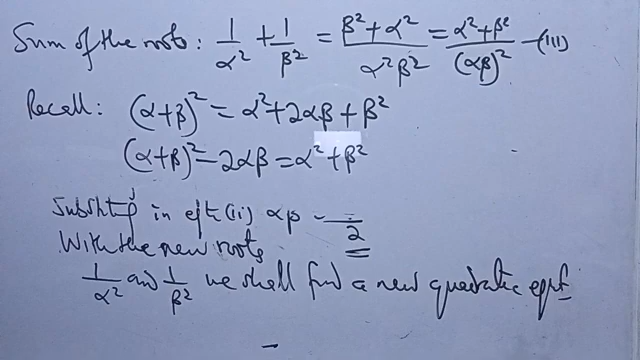 Sum of the roots: 1/α² + 1/β² = β² + α² / α²β² = α² + β² / (αβ)² - (III)
Recall: (α+β)² = α² + 2αβ + β²
(α+β)² - 2αβ = α² + β²
in eqt (ii) αβ - 2
With the new roots
1/α² and 1/β² we shall find a new quadratic eqt